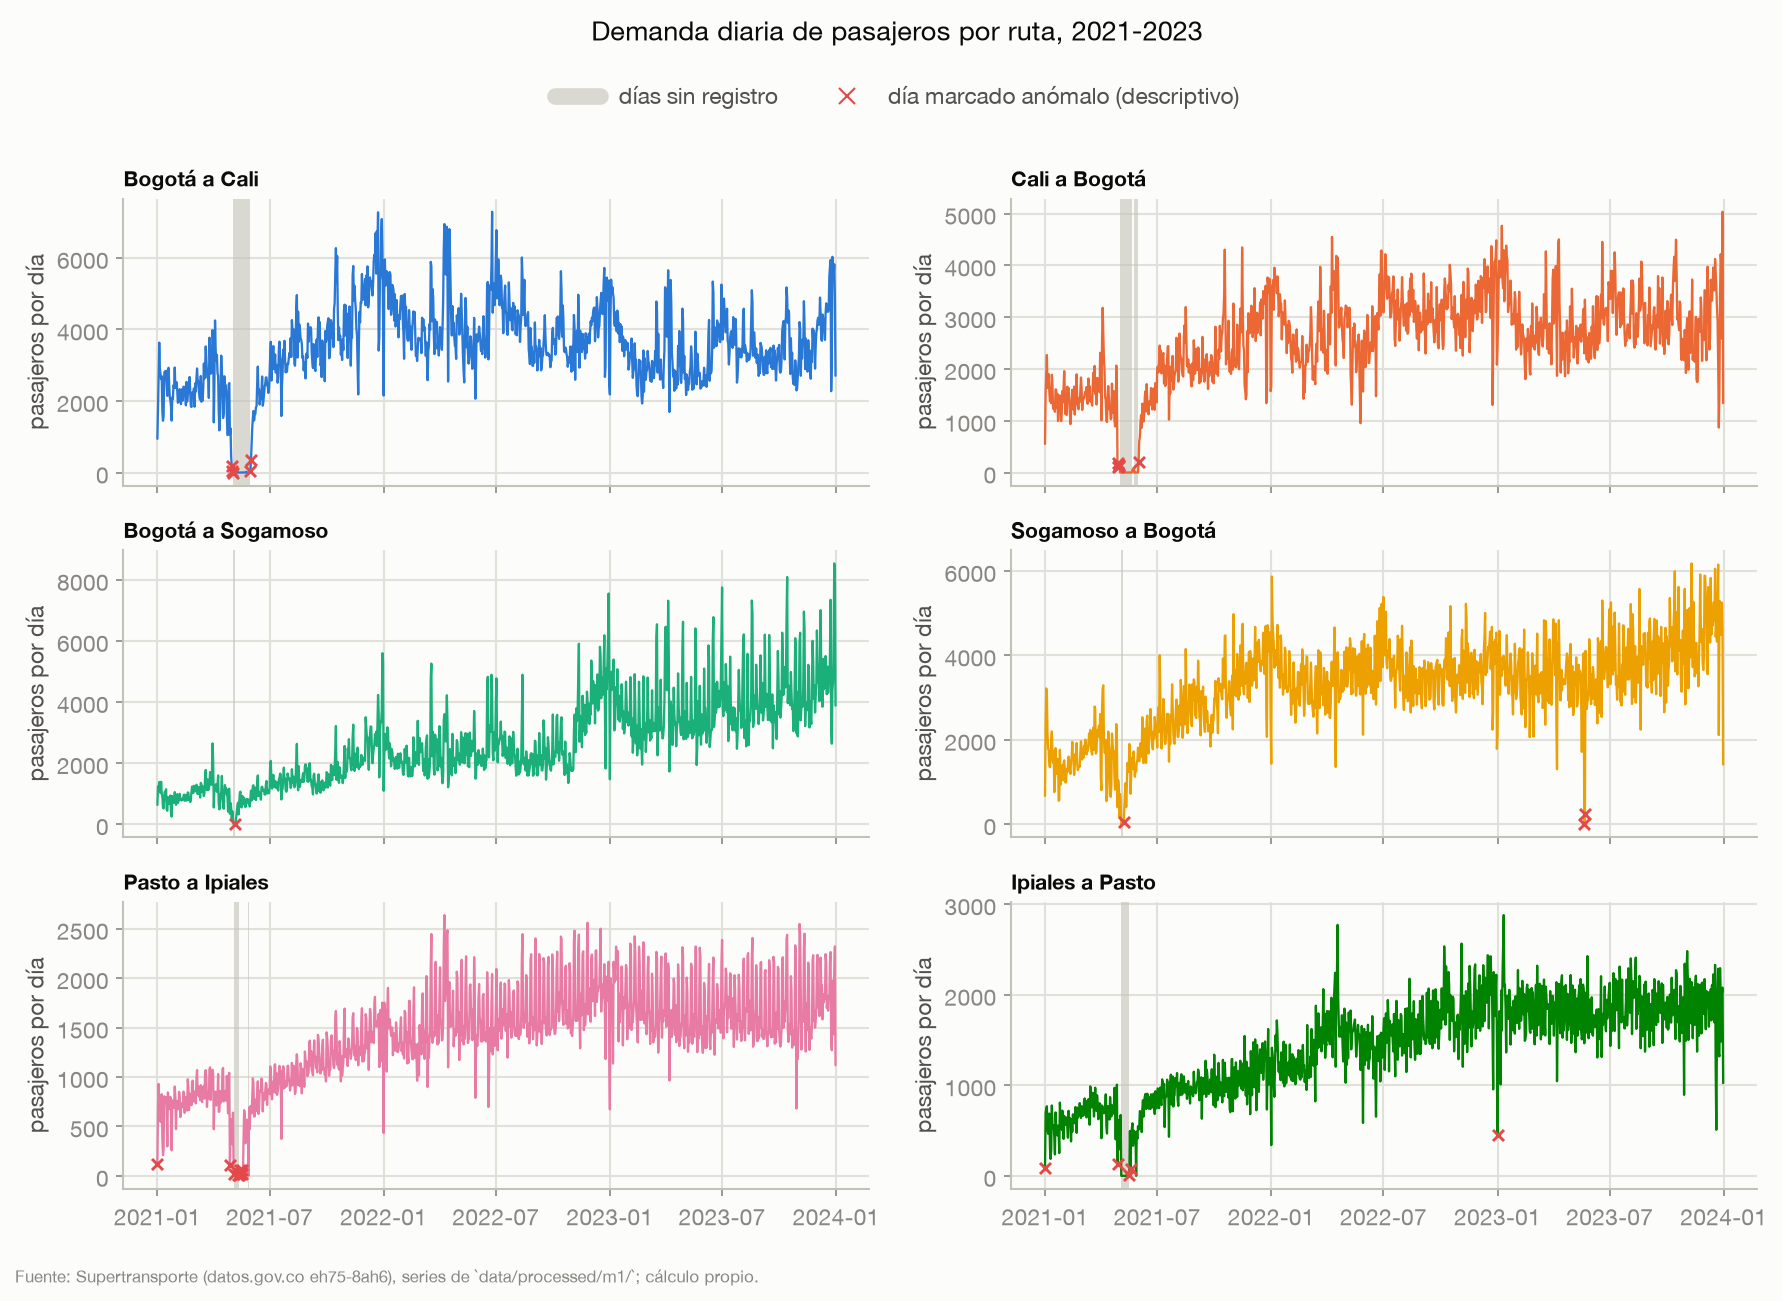 Demanda diaria de pasajeros por ruta, 2021-2023
días sin registro
día marcado anómalo (descriptivo)
Bogotá a Cali
pasajeros por día
6000
4000
2000
0
Cali a Bogotá
pasajeros por día
5000
4000
3000
2000
1000
0
Bogotá a Sogamoso
pasajeros por día
8000
6000
4000
2000
0
Sogamoso a Bogotá
pasajeros por día
6000
4000
2000
0
Pasto a Ipiales
pasajeros por día
2500
2000
1500
1000
500
0
2021-01 2021-07 2022-01 2022-07 2023-01 2023-07 2024-01
Ipiales a Pasto
pasajeros por día
3000
2000
1000
0
2021-01 2021-07 2022-01 2022-07 2023-01 2023-07 2024-01
Fuente: Supertransporte (datos.gov.co eh75-8ah6), series de `data/processed/m1/`; cálculo propio.